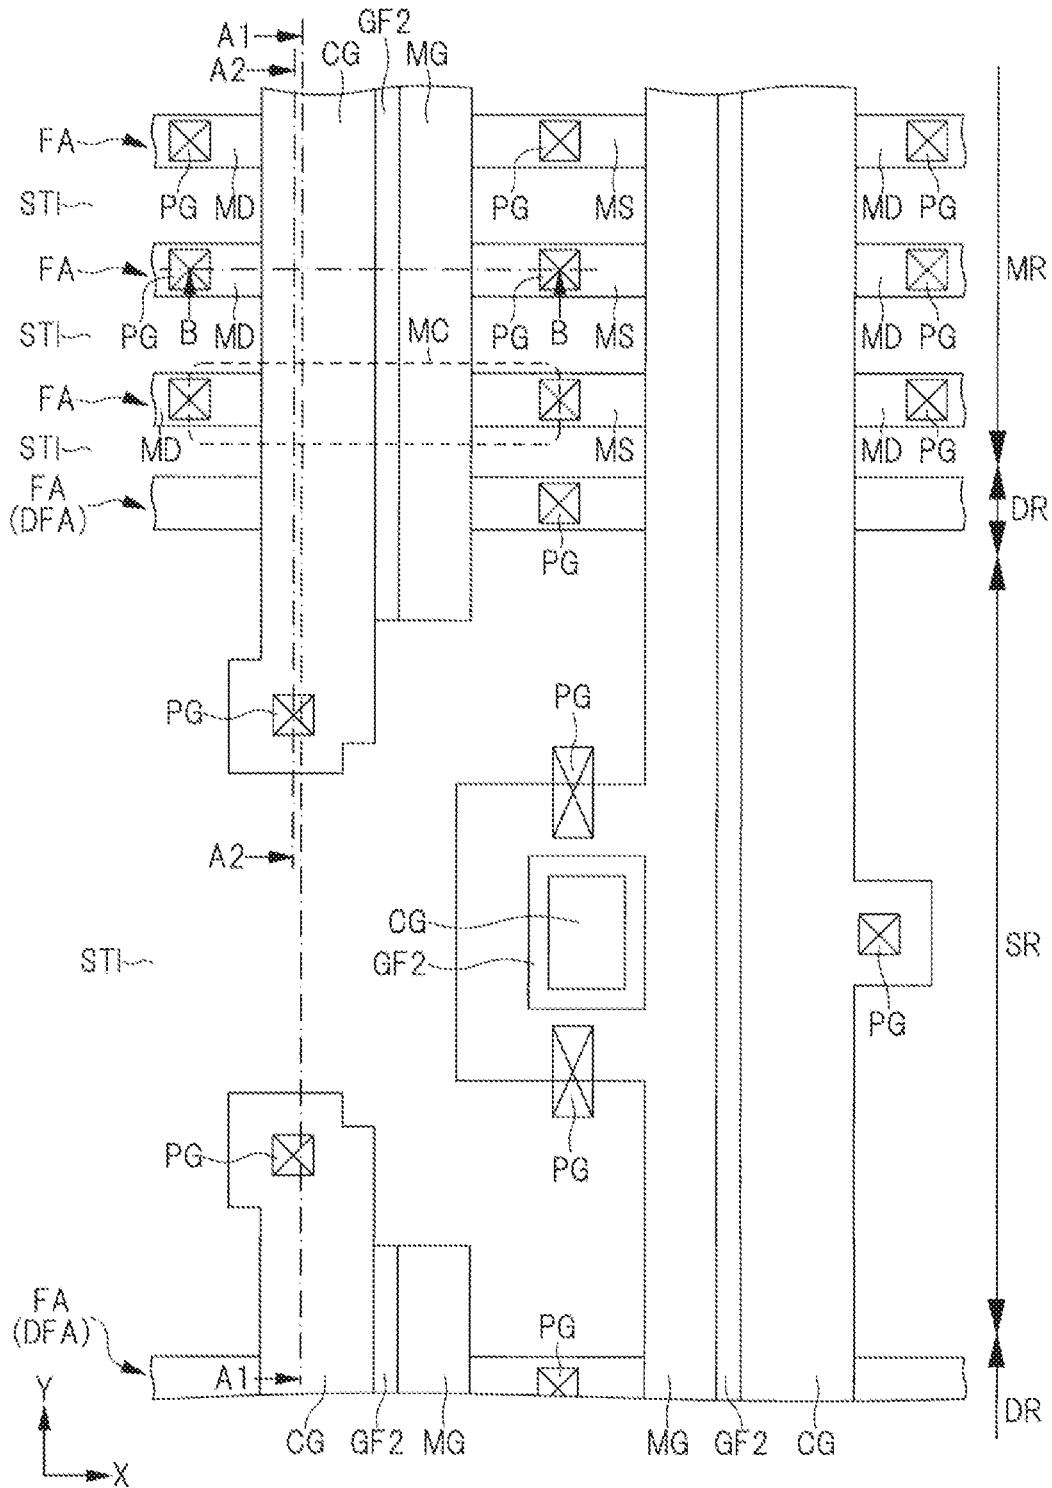 GF2
A1
CG MG
A2
FA
PG MD PG MS MD PG
STI
FA
MR
PG B MD PG B MS MD PG
STI
MC
FA
STI
MD MS MD PG
FA
(DFA)
DR
PG
PG
PG
A2
CG
GF2
STI
SR
PG
PG
PG
FA
(DFA)
PG
A1
Y
DR
CG GF2 MG MG GF2 CG
X